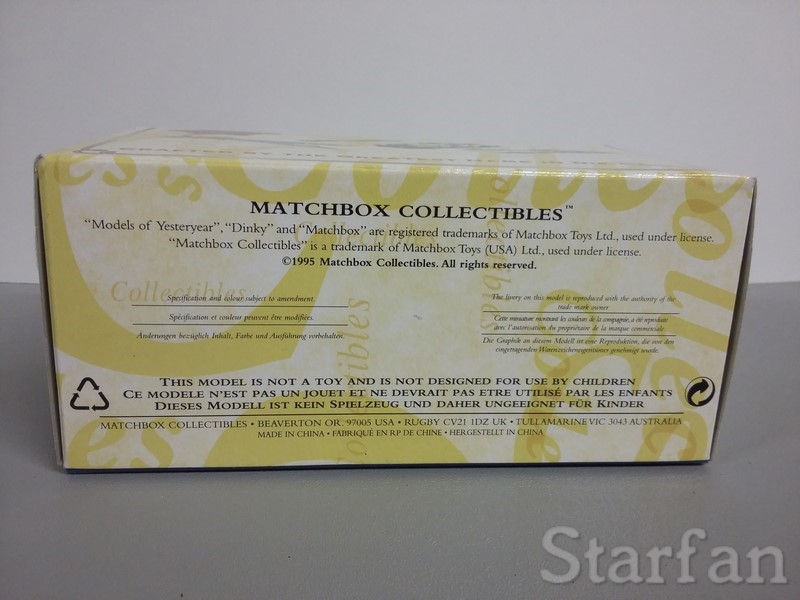 MATCHBOX COLLECTIBLES™
"Models of Yesteryear", "Dinky" and "Matchbox" are registered trademarks of Matchbox Toys Ltd., used under license.
"Matchbox Collectibles" is a trademark of Matchbox Toys (USA) Ltd., used under license.
©1995 Matchbox Collectibles. All rights reserved.
Collectibles
Specification and colour subject to amendment.
Spécification et couleur peuvent être modifiées.
Änderungen bezüglich Inhalt, Farbe und Ausführung vorbehalten.
The livery on this model is reproduced with the authority of the
trade mark owner
Cette miniature montrant les couleurs de la compagnie, a été reproduite
avec l'autorisation du propriétaire de la marque commerciale.
Die Graphik an diesem Modell ist eine Reproduktion, die von den
eingetragenden Warenzeicheneigentümer genehmigt wurde.
THIS MODEL IS NOT A TOY AND IS NOT DESIGNED FOR USE BY CHILDREN
CE MODELE N'EST PAS UN JOUET ET NE DEVRAIT PAS ETRE UTILISÉ PAR LES ENFANTS
DIESES MODELL IST KEIN SPIELZEUG UND DAHER UNGEEIGNET FÜR KINDER
MATCHBOX COLLECTIBLES • BEAVERTON OR. 97005 USA • RUGBY CV21 1DZ UK • TULLAMARINE VIC 3043 AUSTRALIA
MADE IN CHINA • FABRIQUÉ EN RP DE CHINE • HERGESTELLT IN CHINA
Starfan